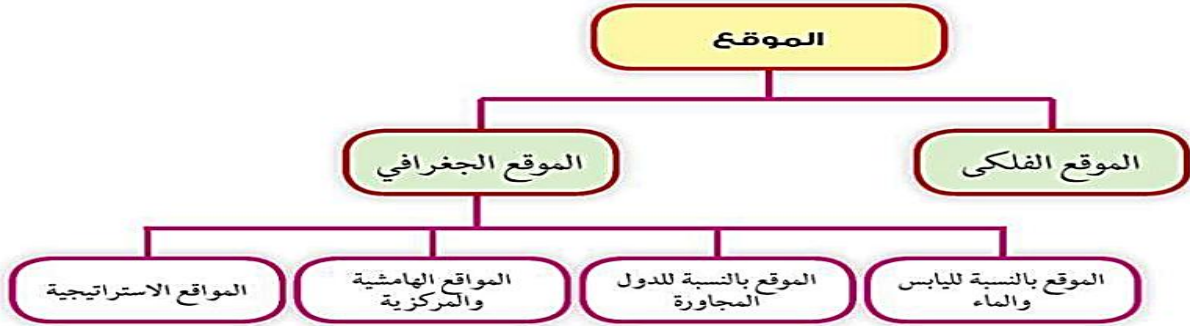 الموقع
الموقع الفلكى
الموقع الجغرافي
الموقع بالنسبة لليابس
والماء
الموقع بالنسبة للدول
المجاورة
المواقع الهامشية
والمركزية
المواقع الاستراتيجية